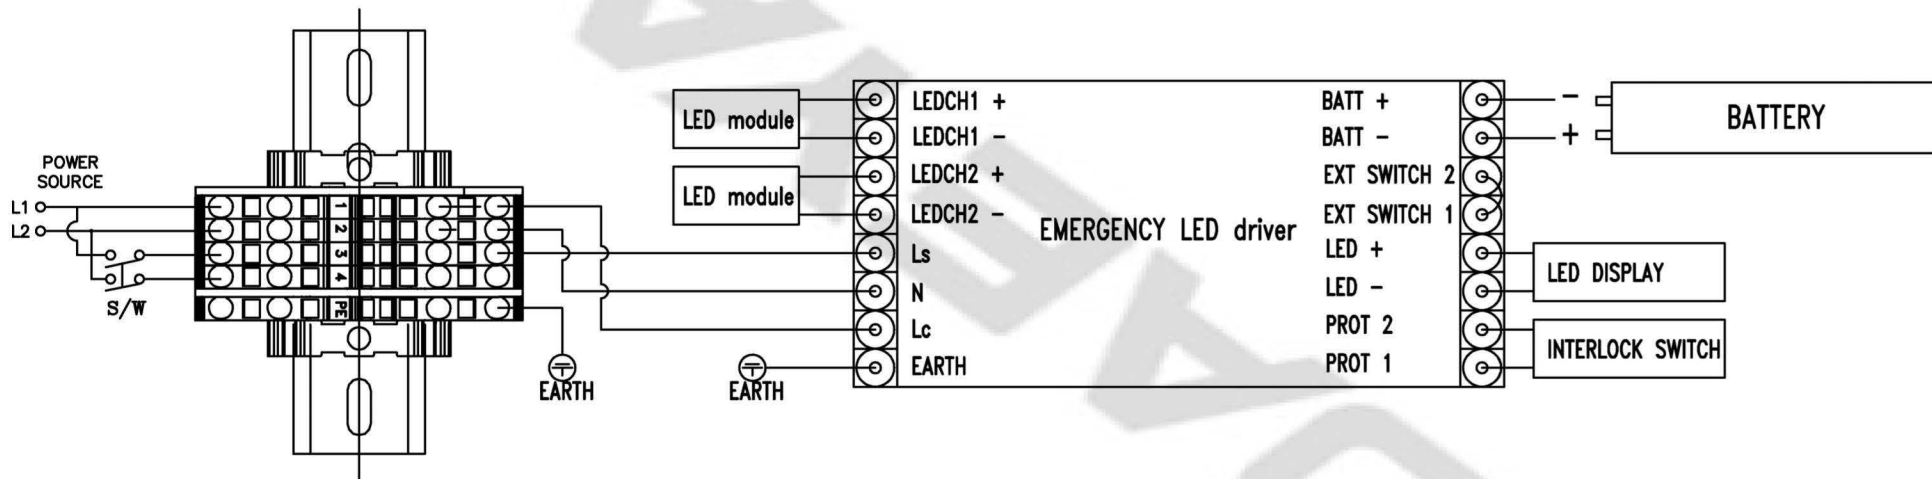 POWER
SOURCE
L1
L2
S/W
1
2
3
4
PE
EARTH
EARTH
LED module
LED module
LEDCH1 +
LEDCH1 -
LEDCH2 +
LEDCH2 -
Ls
N
Lc
EARTH
EMERGENCY LED driver
BATT +
BATT -
EXT SWITCH 2
EXT SWITCH 1
LED +
LED -
PROT 2
PROT 1
-
+
BATTERY
LED DISPLAY
INTERLOCK SWITCH